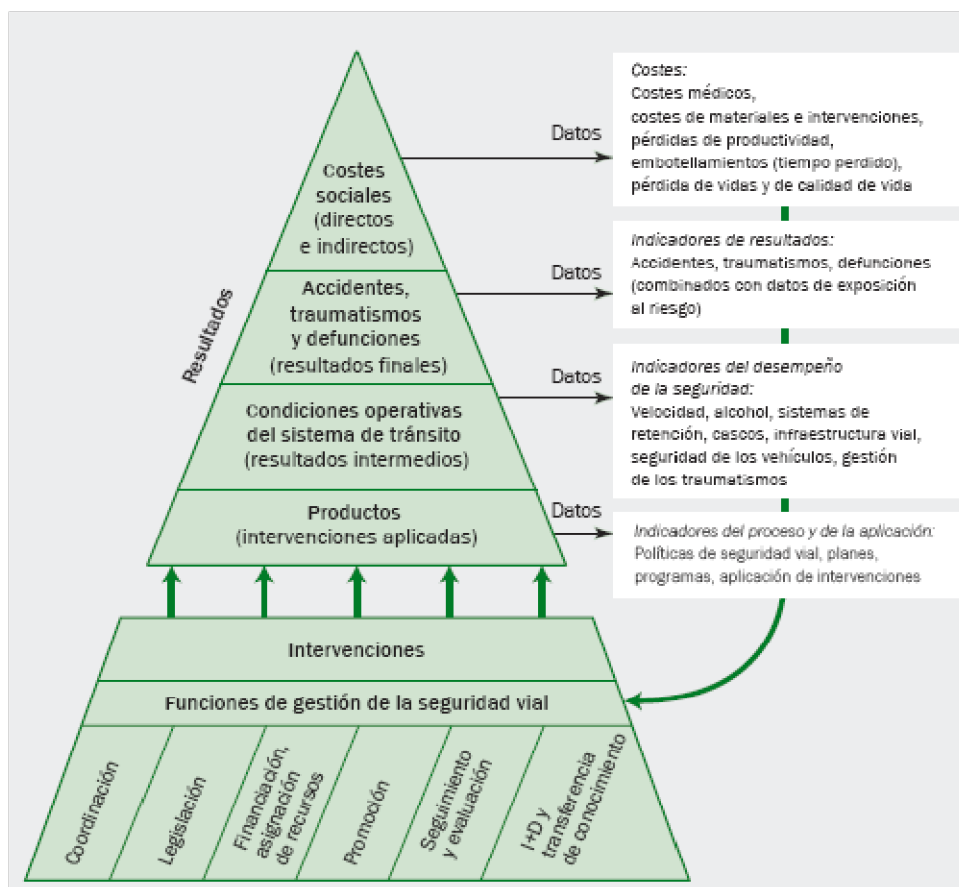 Costes
sociales
(directos
e indirectos)
Accidentes,
traumatismos
y defunciones
(resultados finales)
Condiciones operativas
del sistema de tránsito
(resultados intermedios)
Productos
(intervenciones aplicadas)
Resultados
Datos
Costes:
Costes médicos,
costes de materiales e intervenciones,
pérdidas de productividad,
embotellamientos (tiempo perdido),
pérdida de vidas y de calidad de vida
Datos
Indicadores de resultados:
Accidentes, traumatismos, defunciones
(combinados con datos de exposición
al riesgo)
Datos
Indicadores del desempeño
de la seguridad:
Velocidad, alcohol, sistemas de
retención, cascos, infraestructura vial,
seguridad de los vehículos, gestión
de los traumatismos
Datos
Indicadores del proceso y de la aplicación:
Políticas de seguridad vial, planes,
programas, aplicación de intervenciones
Intervenciones
Funciones de gestión de la seguridad vial
Coordinación
Legislación
Financiación,
asignación
de recursos
Promoción
Seguimiento
y evaluación
I+D y
transferencia
de conocimiento